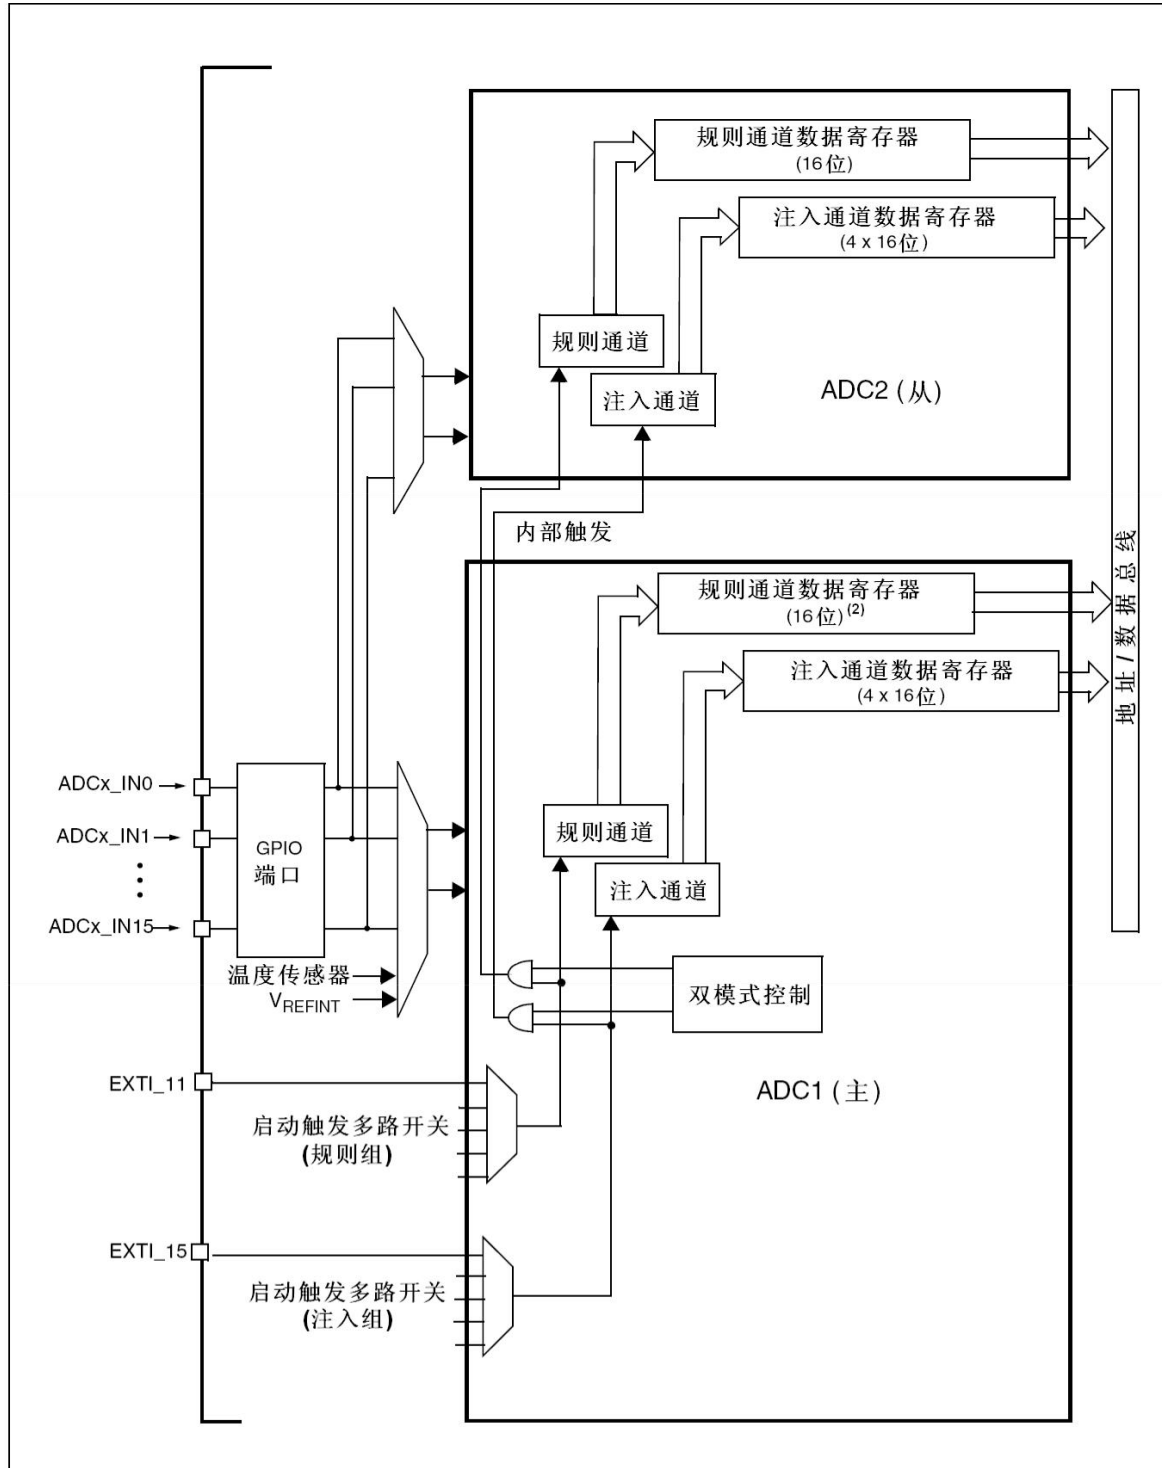 规则通道数据寄存器
(16位)
注入通道数据寄存器
(4 x 16位)
规则通道
注入通道
ADC2 (从)
内部触发
地址 / 数据总线
规则通道数据寄存器
(16位)(2)
注入通道数据寄存器
(4 x 16位)
ADCx_IN0
ADCx_IN1
ADCx_IN15
GPIO
端口
规则通道
注入通道
温度传感器
VREFINT
双模式控制
ADC1 (主)
EXTI_11
启动触发多路开关
(规则组)
EXTI_15
启动触发多路开关
(注入组)